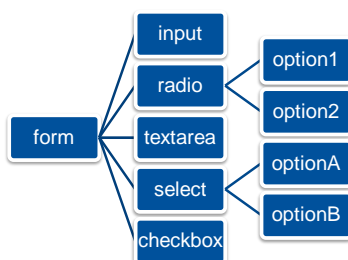 form
input
radio
option1
option2
textarea
select
optionA
optionB
checkbox